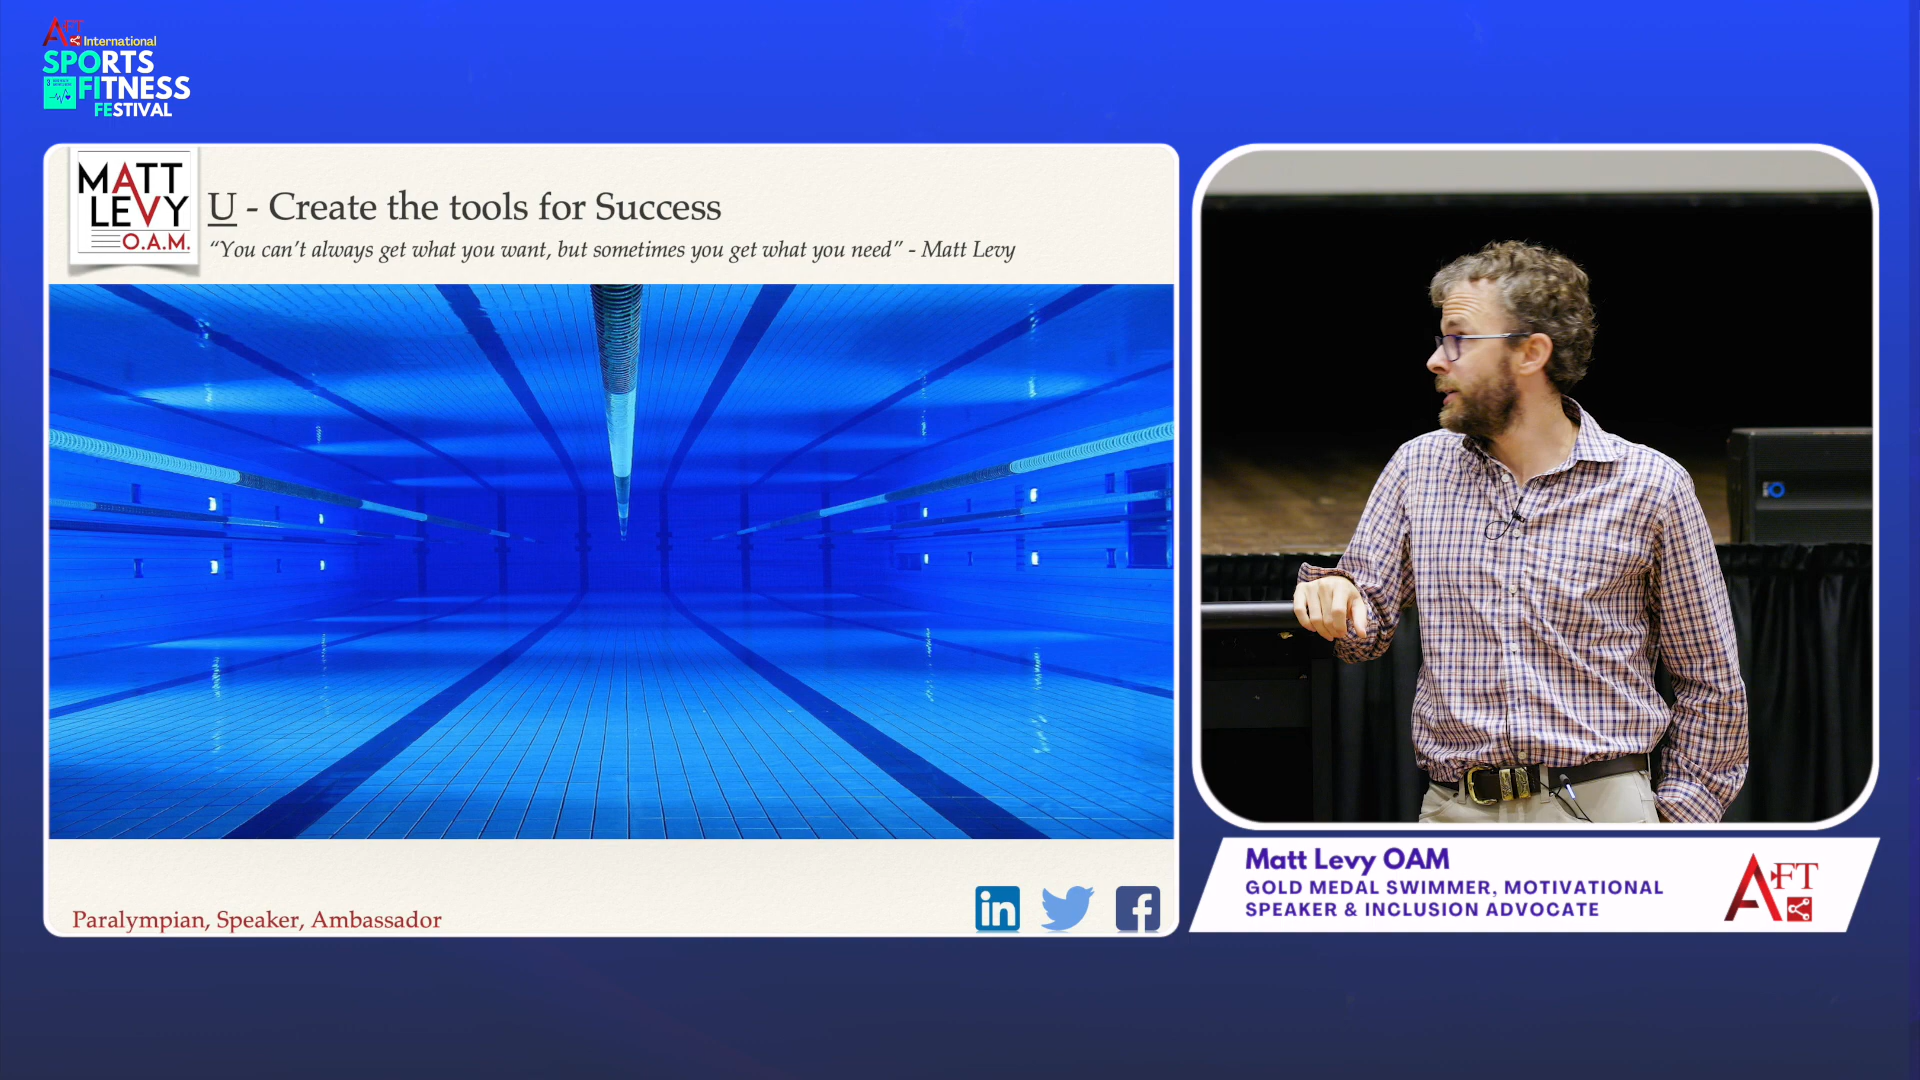 AFT
International
SPORTS
FITNESS
FESTIVAL
MATT
LEVY
O.A.M.
U - Create the tools for Success
“You can’t always get what you want, but sometimes you get what you need” - Matt Levy
Paralympian, Speaker, Ambassador
in
f
Matt Levy OAM
GOLD MEDAL SWIMMER, MOTIVATIONAL
SPEAKER & INCLUSION ADVOCATE
AFT